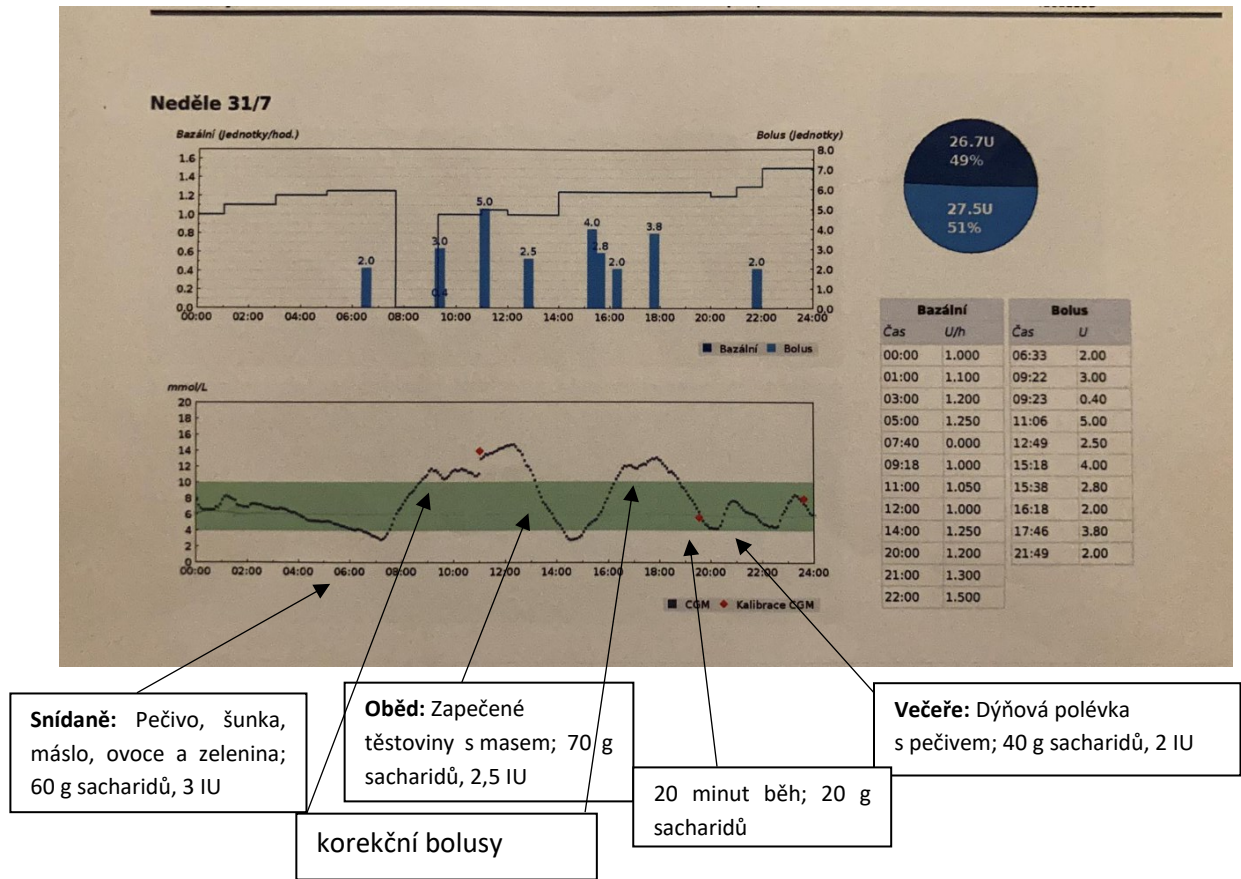 Neděle 31/7
Bazální (Jednotky/hod.)
Bolus (Jednotky)
1.6
1.4
1.2
1.0
0.8
0.6
0.4
0.2
0.0
8.0
7.0
6.0
5.0
4.0
3.0
2.0
1.0
0.0
2.0
3.0
0.4
5.0
2.5
4.0
2.8
2.0
3.8
2.0
00:00 02:00 04:00 06:00 08:00 10:00 12:00 14:00 16:00 18:00 20:00 22:00 24:00
Bazální Bolus
26.7U
49%
27.5U
51%
mmol/L
20
18
16
14
12
10
8
6
4
2
0
00:00 02:00 04:00 06:00 08:00 10:00 12:00 14:00 16:00 18:00 20:00 22:00 24:00
CGM Kalibrace CGM
Bazální Bolus
Čas U/h Čas U
00:00 1.000 06:33 2.00
01:00 1.100 09:22 3.00
03:00 1.200 09:23 0.40
05:00 1.250 11:06 5.00
07:40 0.000 12:49 2.50
09:18 1.000 15:18 4.00
11:00 1.050 15:38 2.80
12:00 1.000 16:18 2.00
14:00 1.250 17:46 3.80
20:00 1.200 21:49 2.00
21:00 1.300
22:00 1.500
Snídaně: Pečivo, šunka,
máslo, ovoce a zelenina;
60 g sacharidů, 3 IU
Oběd: Zapečené
těstoviny s masem; 70 g
sacharidů, 2,5 IU
Večeře: Dýňová polévka
s pečivem; 40 g sacharidů, 2 IU
20 minut běh; 20 g
sacharidů
korekční bolusy